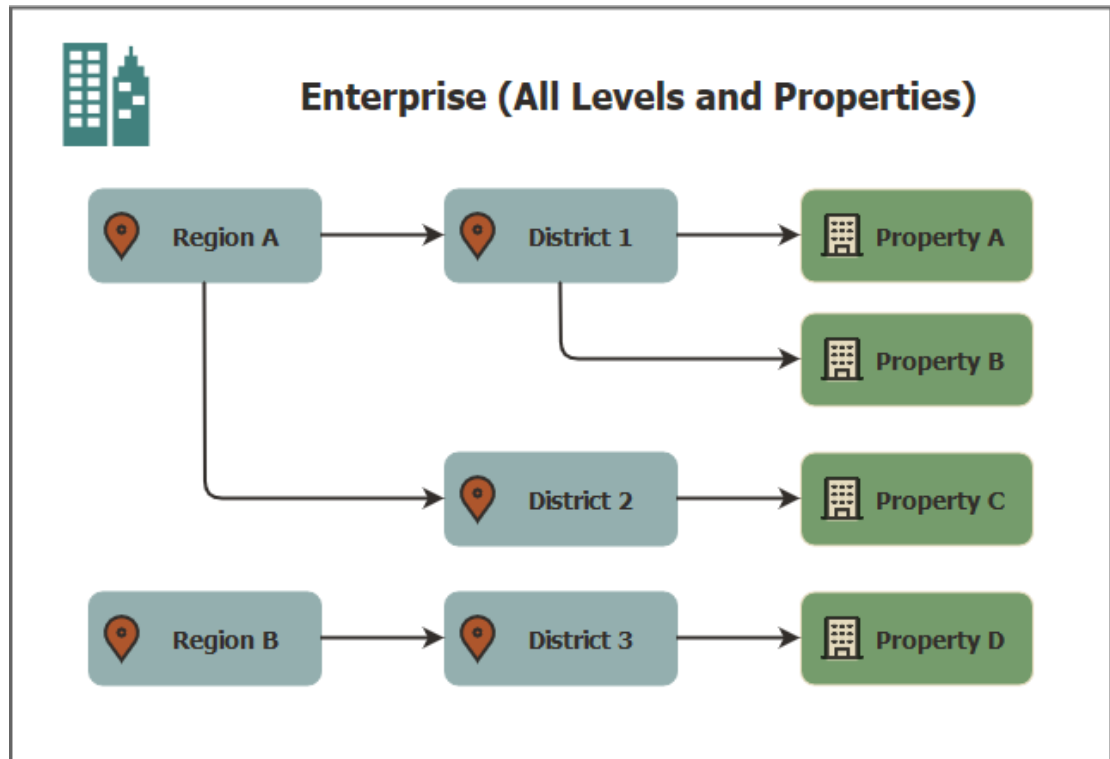 Enterprise (All Levels and Properties)
Region A
District 1
Property A
Property B
District 2
Property C
Region B
District 3
Property D